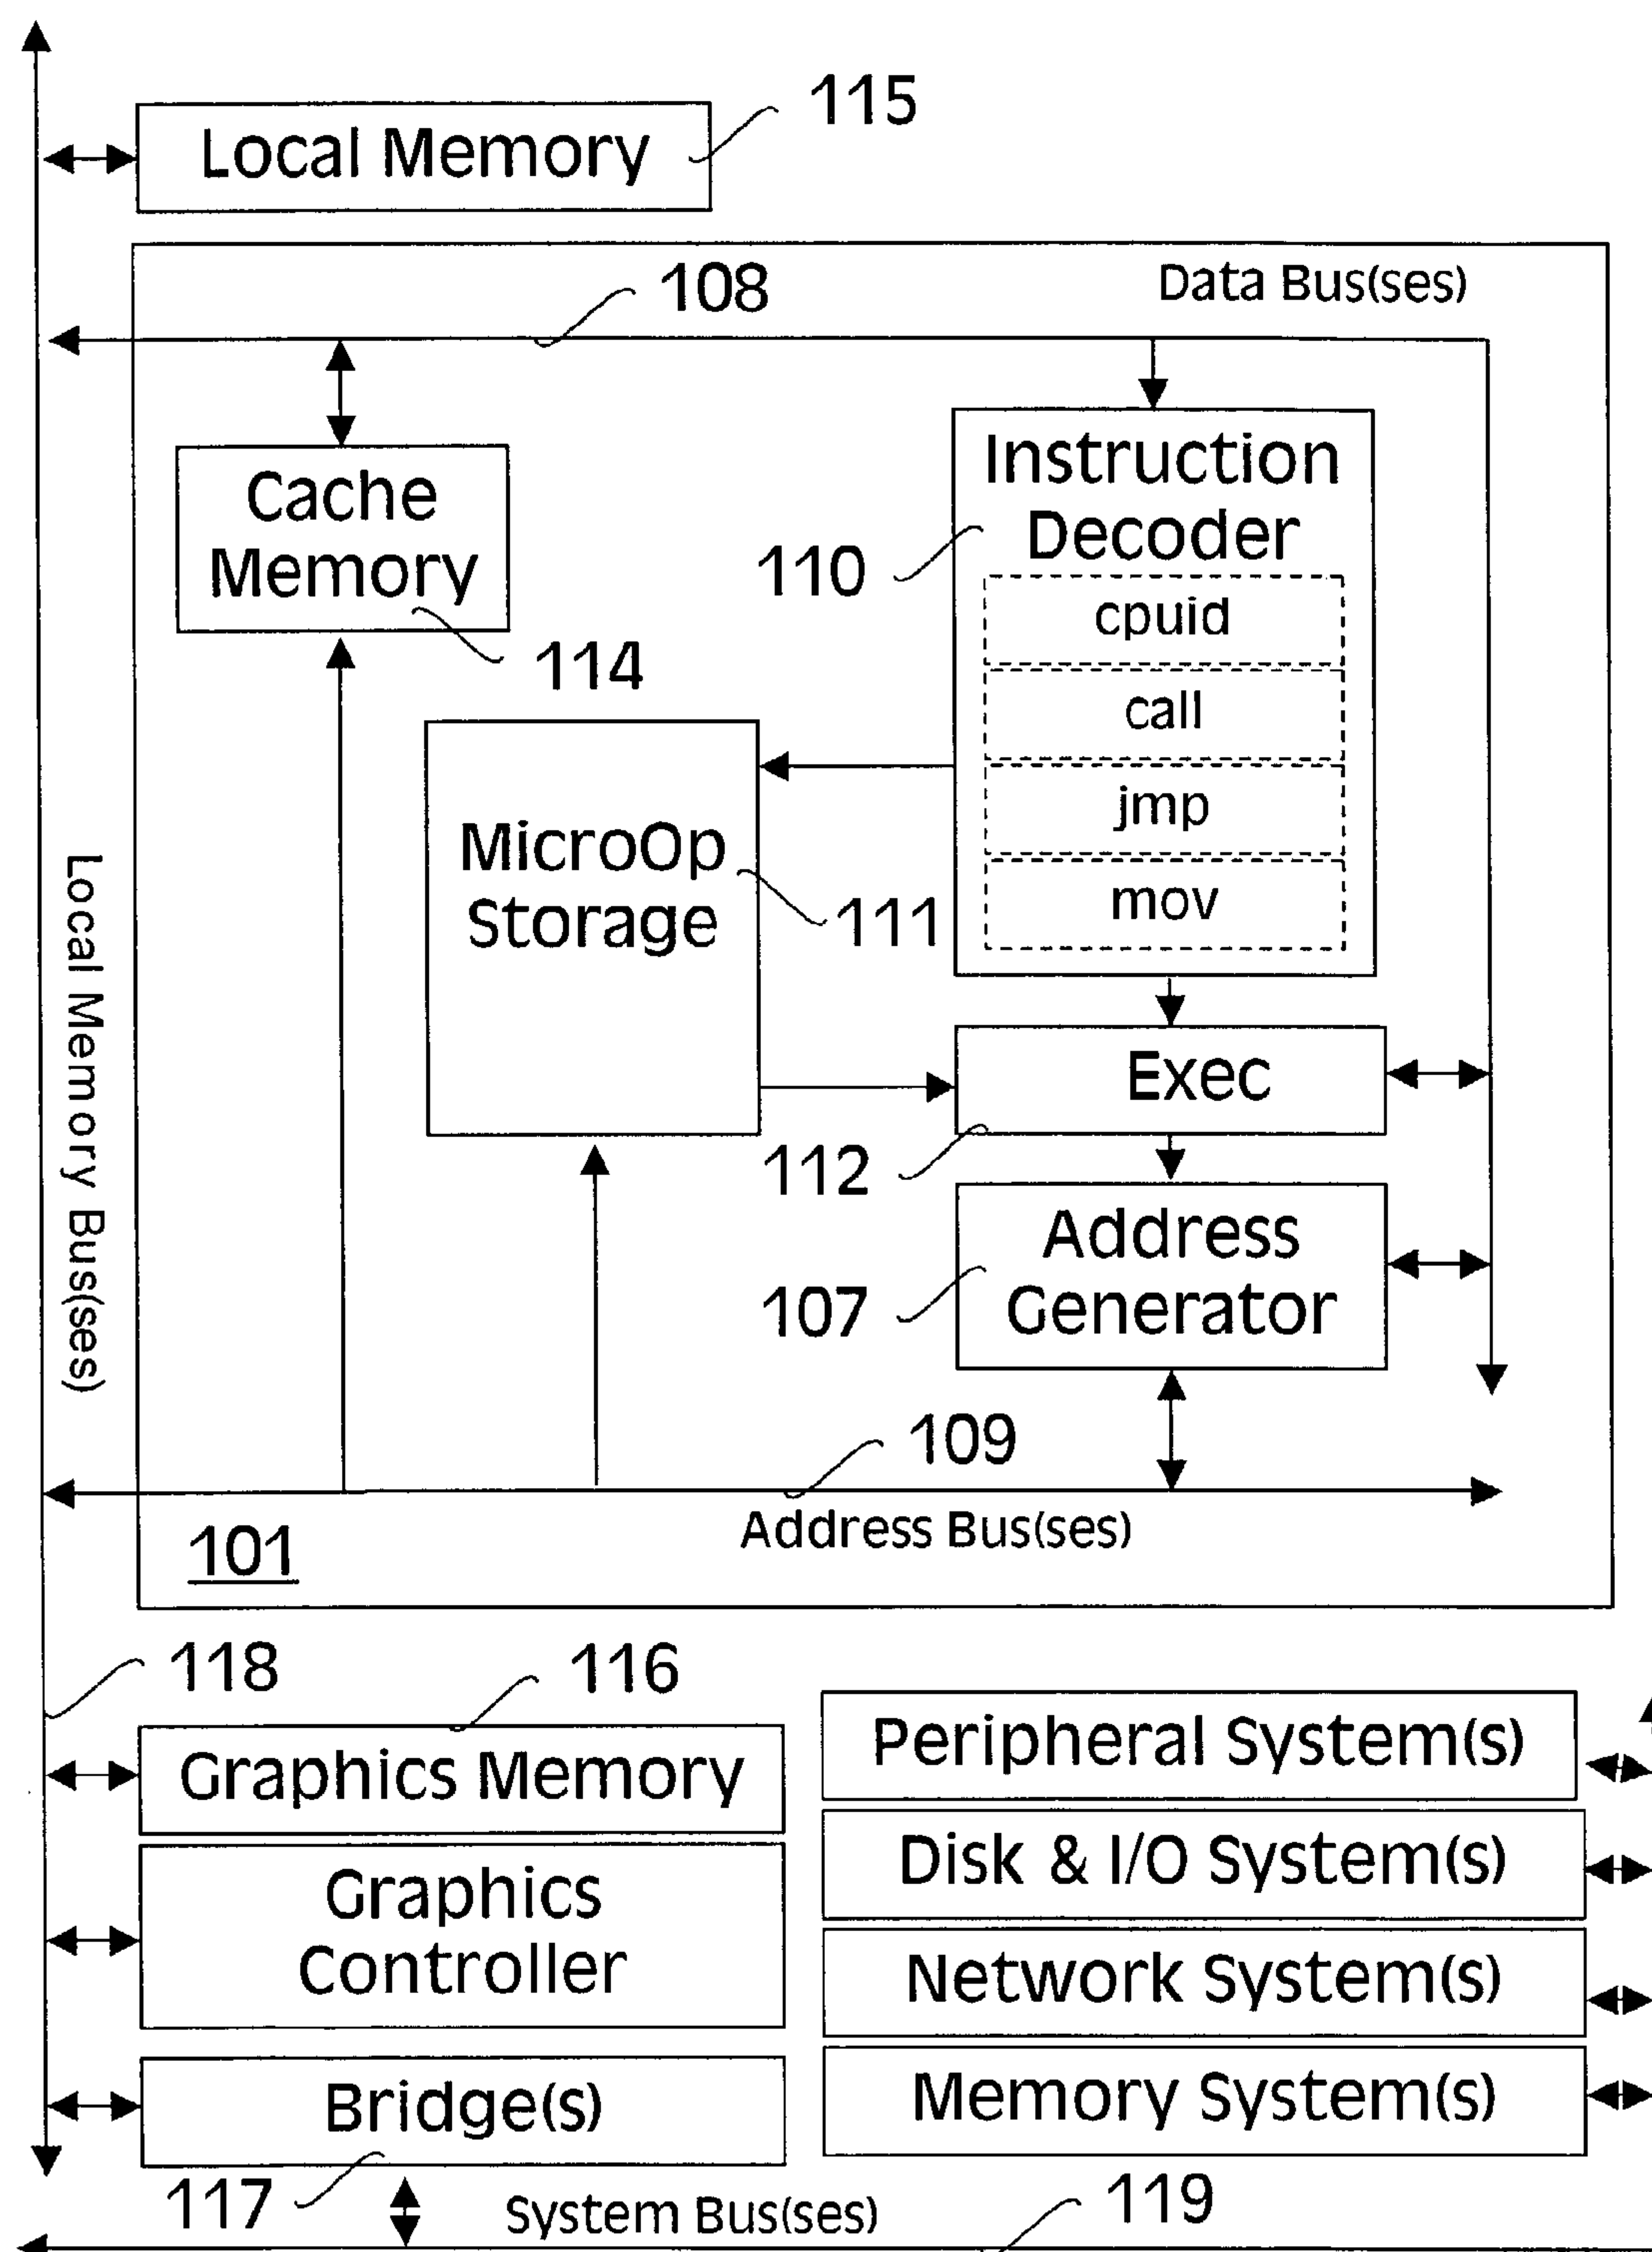 115
Local Memory
108
Data Bus(ses)
Cache
Memory
114
Instruction
Decoder
110
cpuid
call
jmp
mov
MicroOp
Storage
111
Exec
112
Address
Generator
107
Local Memory Bus(ses)
109
Address Bus(ses)
101
118
116
Graphics Memory
Graphics
Controller
Bridge(s)
117
Peripheral System(s)
Disk & I/O System(s)
Network System(s)
Memory System(s)
System Bus(ses)
119